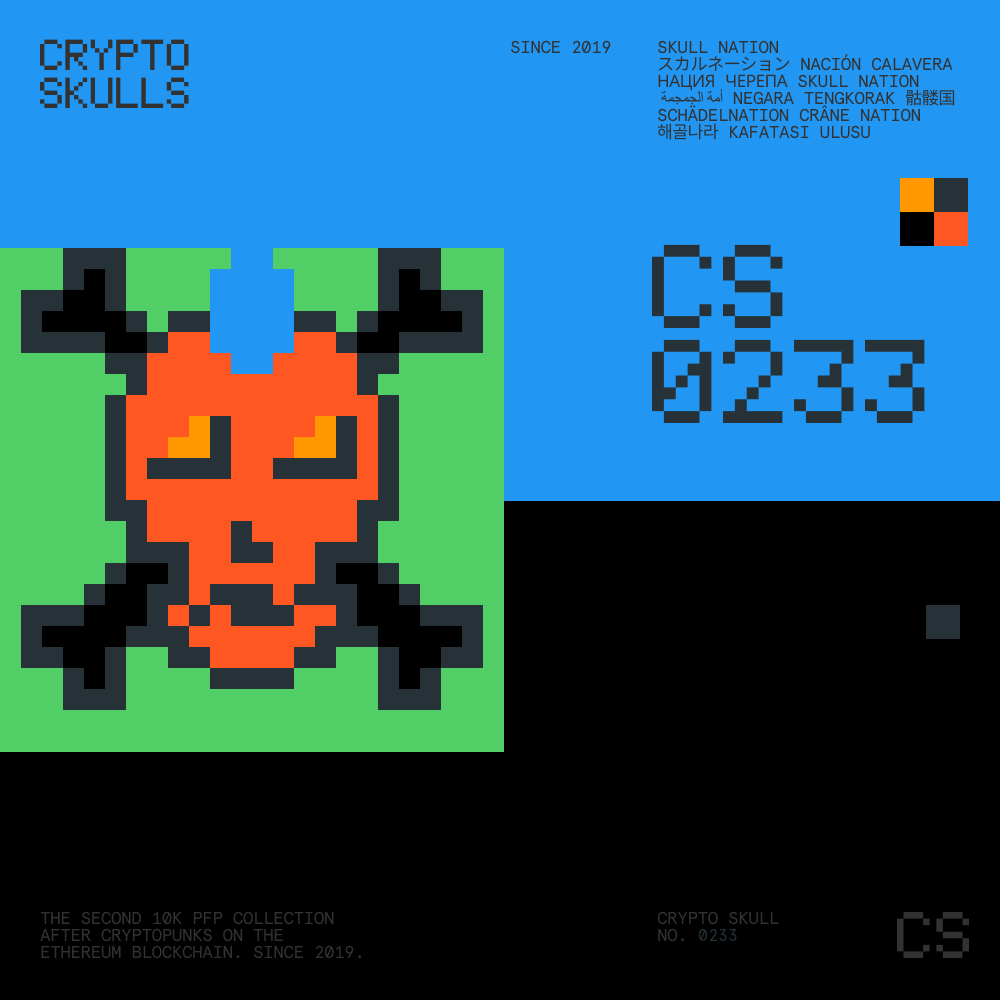 CRYPTO
SKULLS
SINCE 2019
SKULL NATION
スカルネーション NACIÓN CALAVERA
НАЦИЯ ЧЕРЕПА SKULL NATION
أمة الجمجمة NEGARA TENGKORAK 骷髅国
SCHÄDELNATION CRÂNE NATION
해골나라 KAFATASI ULUSU
CS
0233
THE SECOND 10K PFP COLLECTION
AFTER CRYPTOPUNKS ON THE
ETHEREUM BLOCKCHAIN. SINCE 2019.
CRYPTO SKULL
NO. 0233
CS